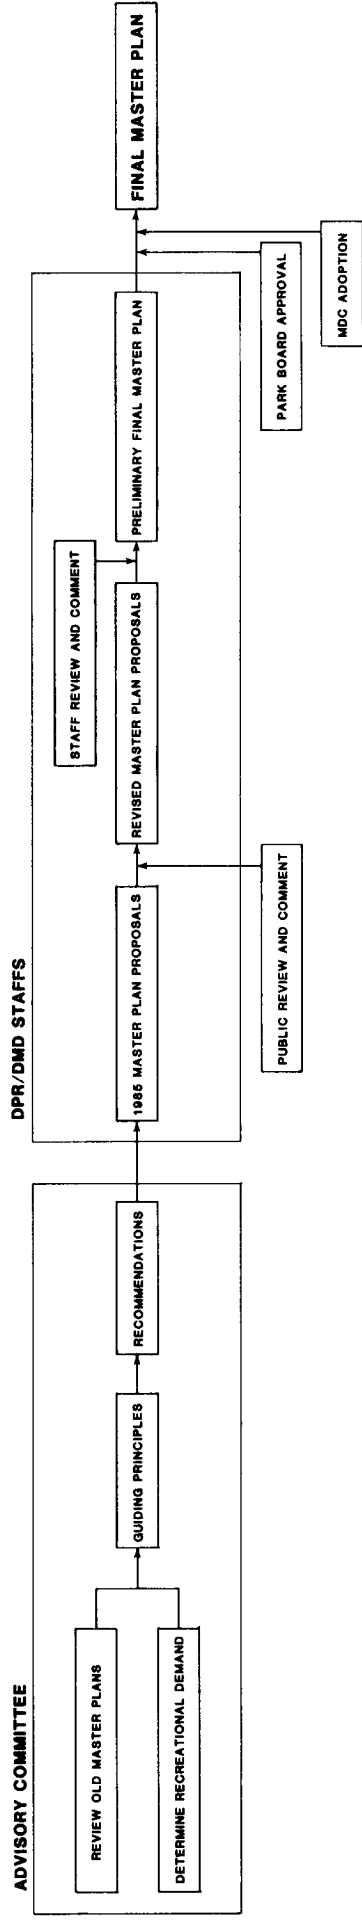 ADVISORY COMMITTEE
REVIEW OLD MASTER PLANS
DETERMINE RECREATIONAL DEMAND
GUIDING PRINCIPLES
RECOMMENDATIONS
DPR/DMD STAFFS
1985 MASTER PLAN PROPOSALS
PUBLIC REVIEW AND COMMENT
REVISED MASTER PLAN PROPOSALS
STAFF REVIEW AND COMMENT
PRELIMINARY FINAL MASTER PLAN
PARK BOARD APPROVAL
MDC ADOPTION
FINAL MASTER PLAN